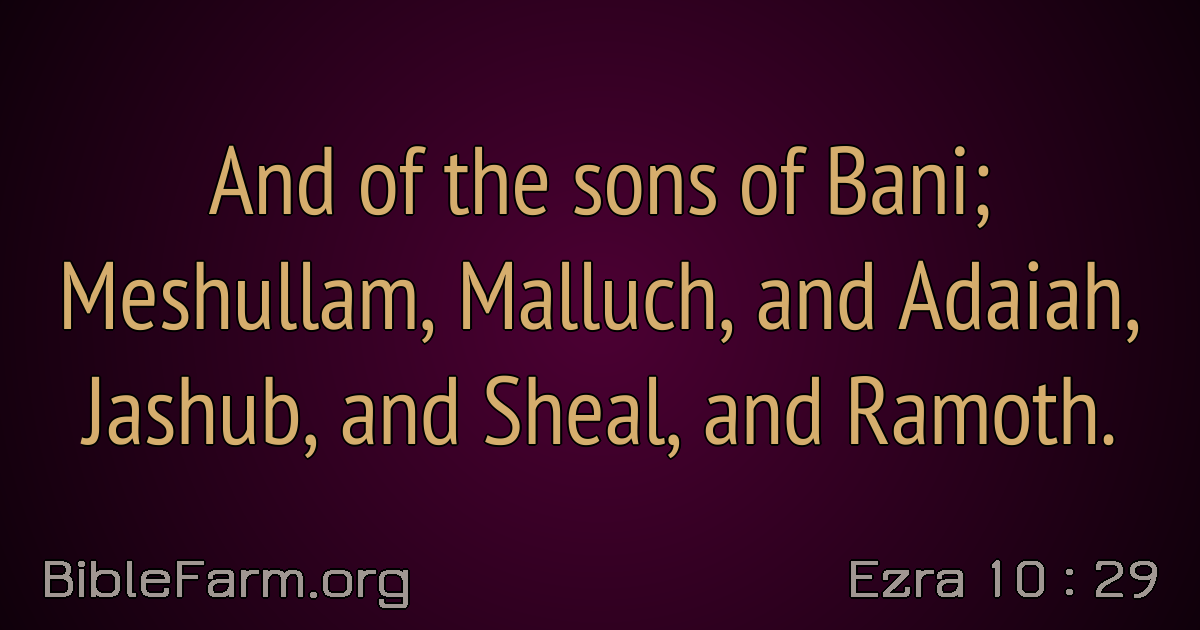 And of the sons of Bani;
Meshullam, Malluch, and Adaiah,
Jashub, and Sheal, and Ramoth.
BibleFarm.org
Ezra 10 : 29